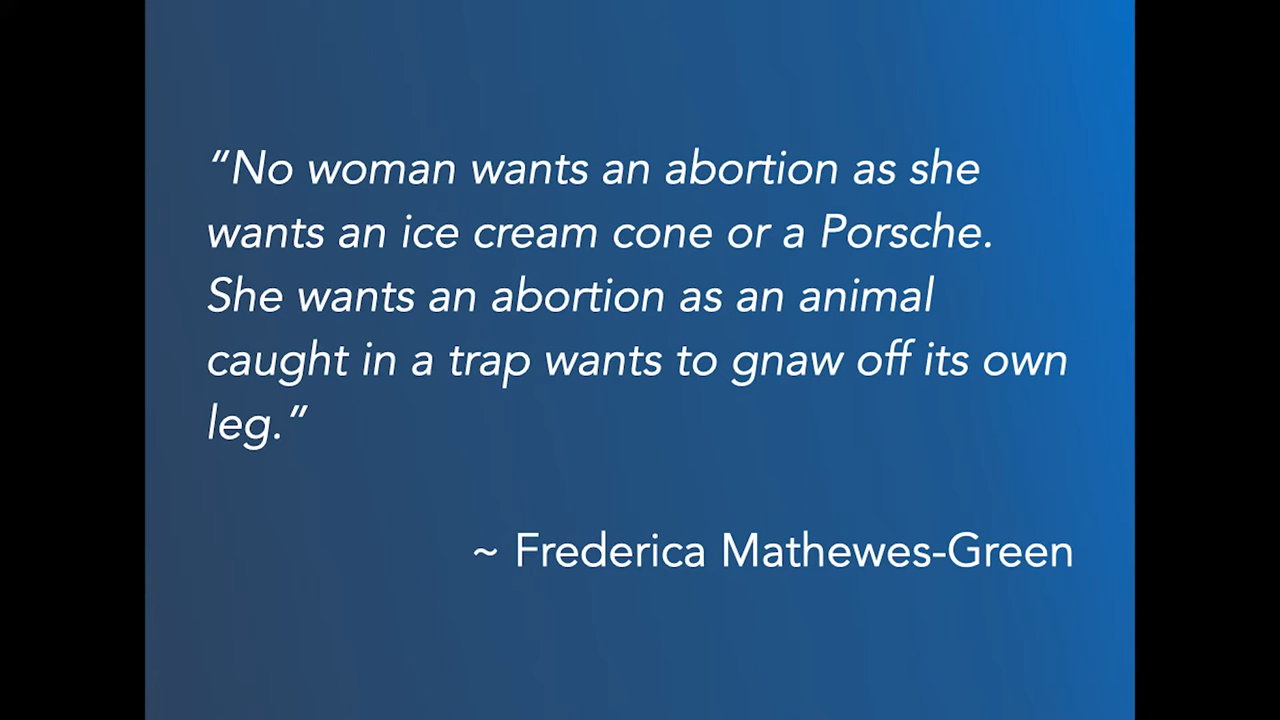 “No woman wants an abortion as she
wants an ice cream cone or a Porsche.
She wants an abortion as an animal
caught in a trap wants to gnaw off its own
leg.”
~ Frederica Mathewes-Green